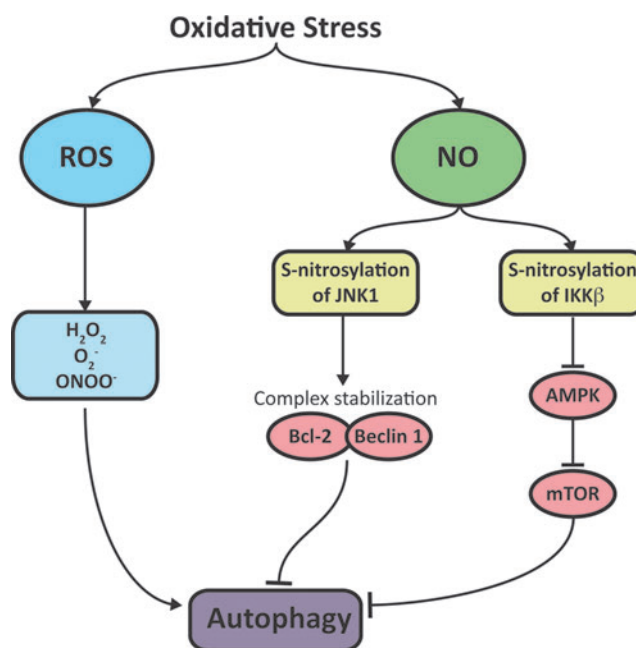 Oxidative Stress
ROS
NO
S-nitrosylation
of JNK1
S-nitrosylation
of IKKβ
H₂O₂
O₂⁻
ONOO⁻
Complex stabilization
Bcl-2
Beclin 1
AMPK
mTOR
Autophagy